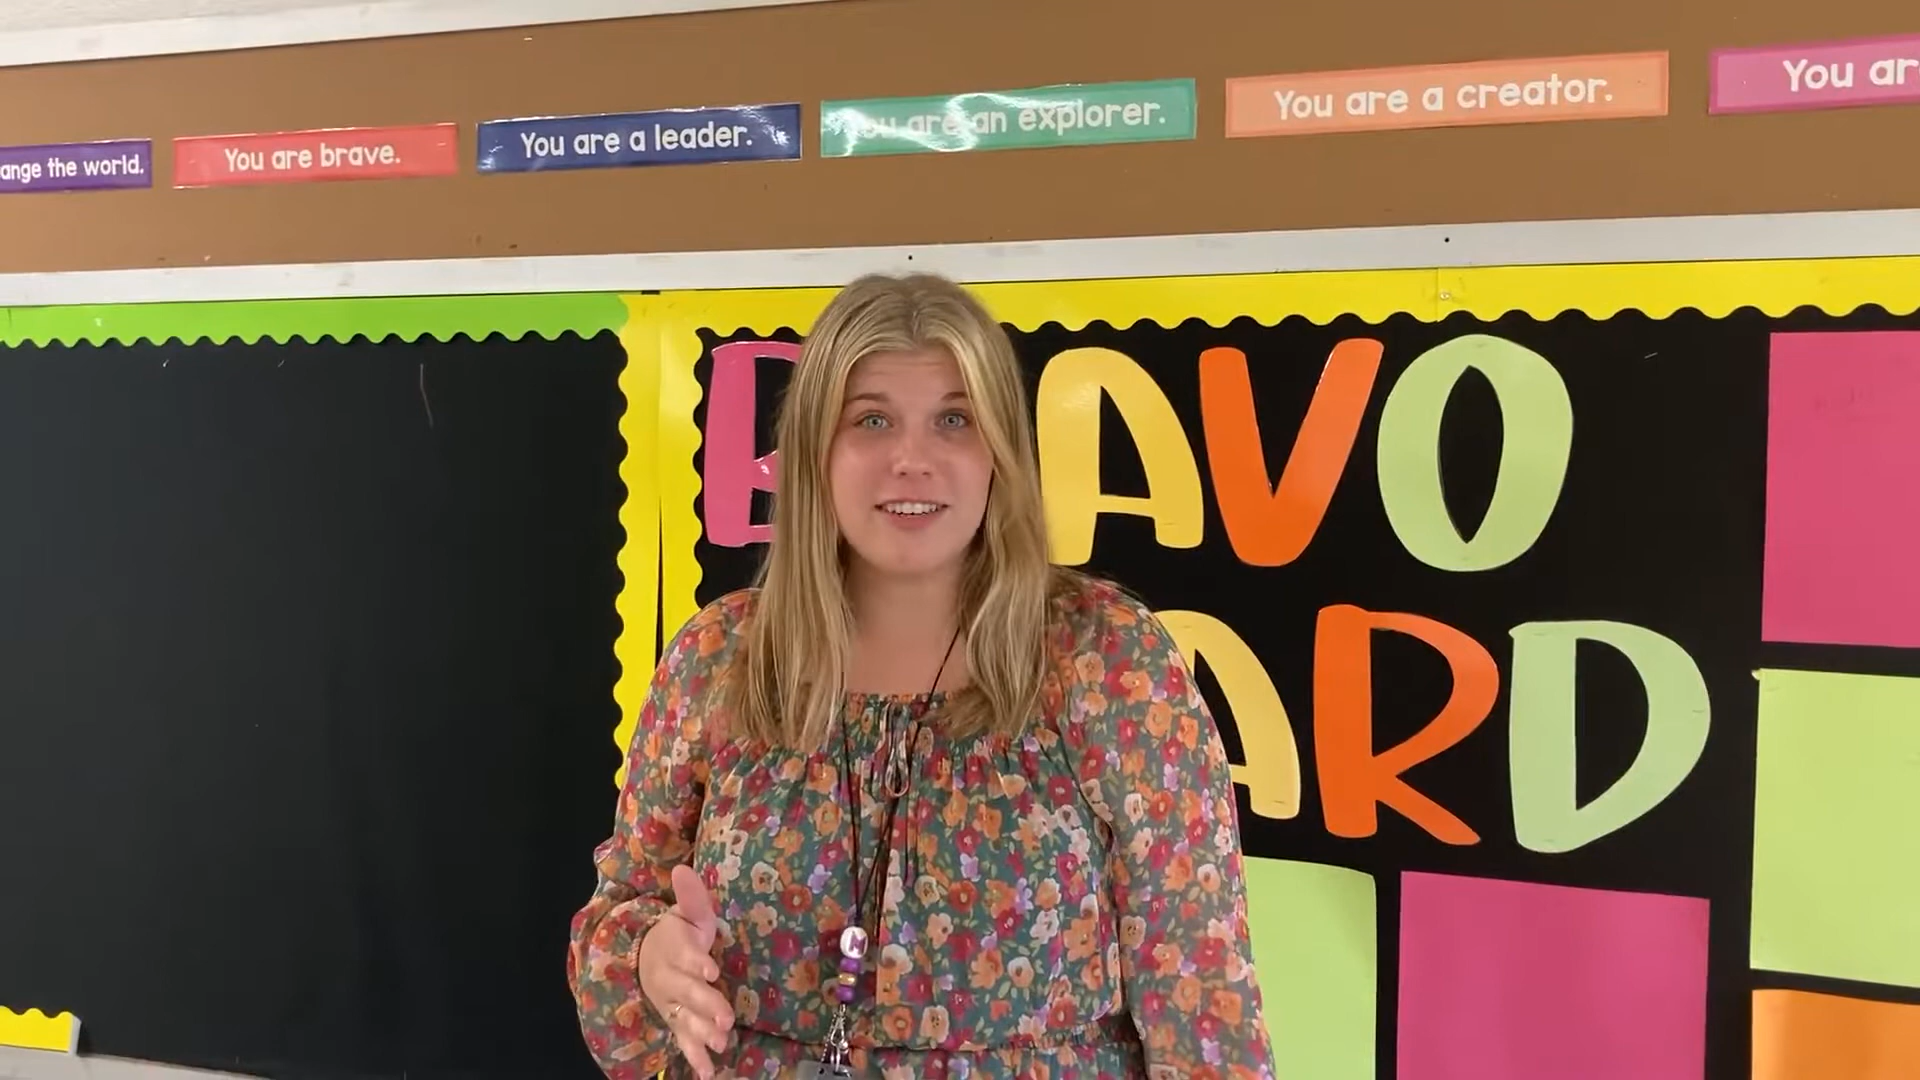 ange the world.
You are brave.
You are a leader.
You are an explorer.
You are a creator.
You ar
B AVO
ARD